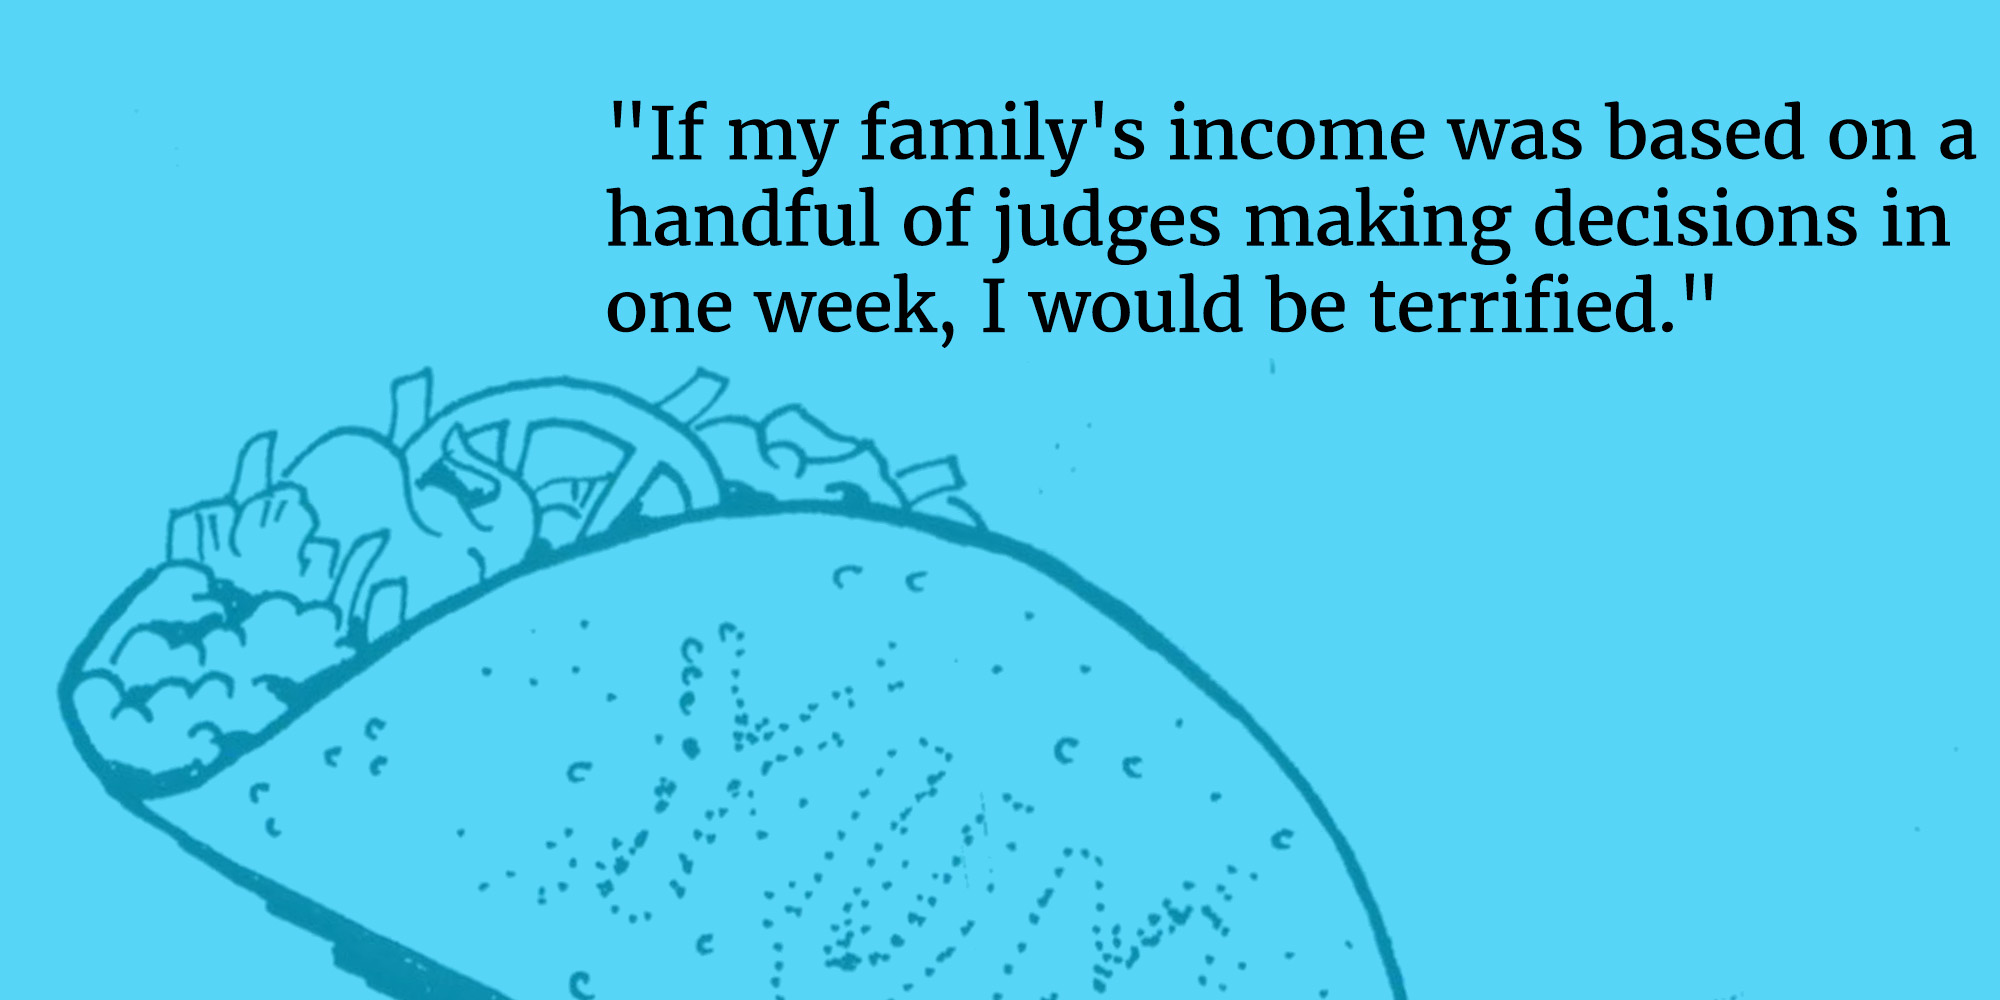 "If my family's income was based on a
handful of judges making decisions in
one week, I would be terrified."